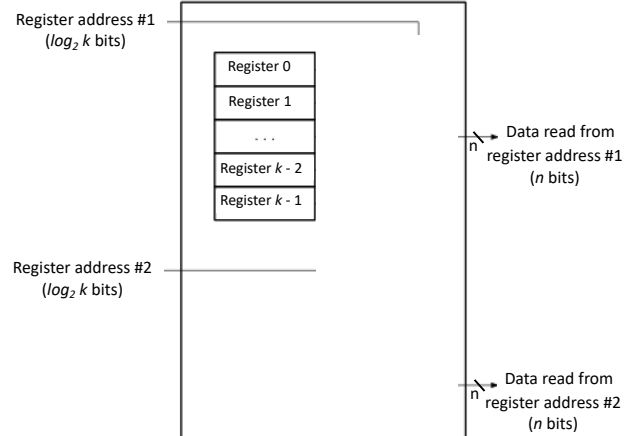 Register address #1
(log₂ k bits)
Register 0
Register 1
. . .
Register k - 2
Register k - 1
n
Data read from
register address #1
(n bits)
Register address #2
(log₂ k bits)
n
Data read from
register address #2
(n bits)